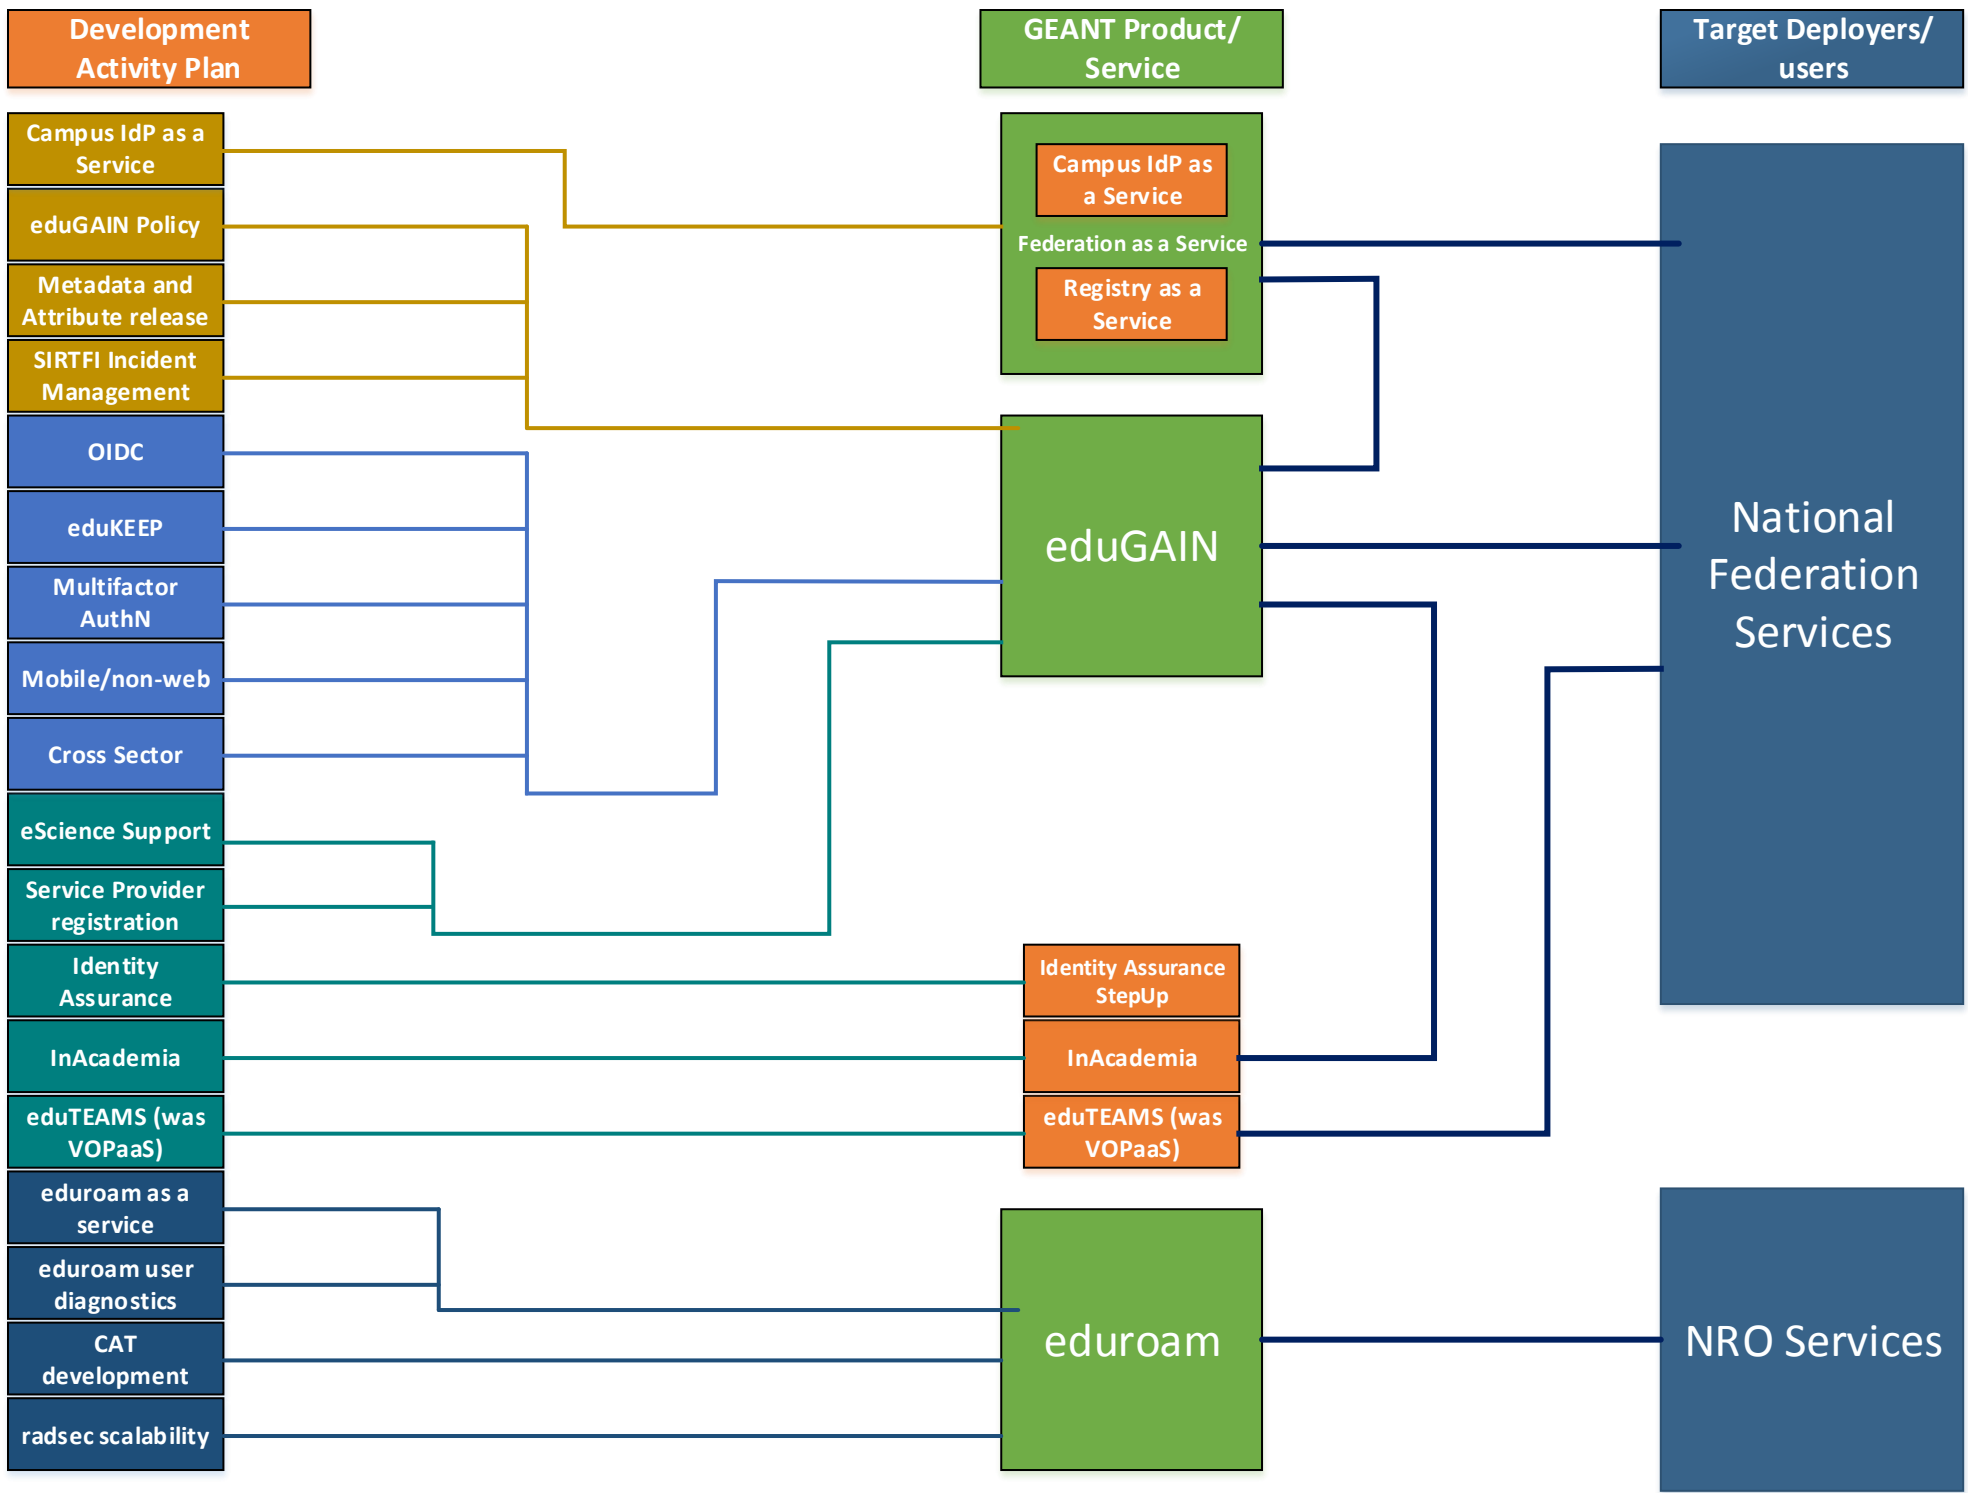 Development
Activity Plan
GEANT Product/
Service
Target Deployers/
users
Campus IdP as a
Service
eduGAIN Policy
Metadata and
Attribute release
SIRTFI Incident
Management
OIDC
eduKEEP
Multifactor
AuthN
Mobile/non-web
Cross Sector
eScience Support
Service Provider
registration
Identity
Assurance
InAcademia
eduTEAMS (was
VOPaaS)
eduroam as a
service
eduroam user
diagnostics
CAT
development
radsec scalability
Campus IdP as
a Service
Federation as a Service
Registry as a
Service
eduGAIN
Identity Assurance
StepUp
InAcademia
eduTEAMS (was
VOPaaS)
eduroam
National
Federation
Services
NRO Services